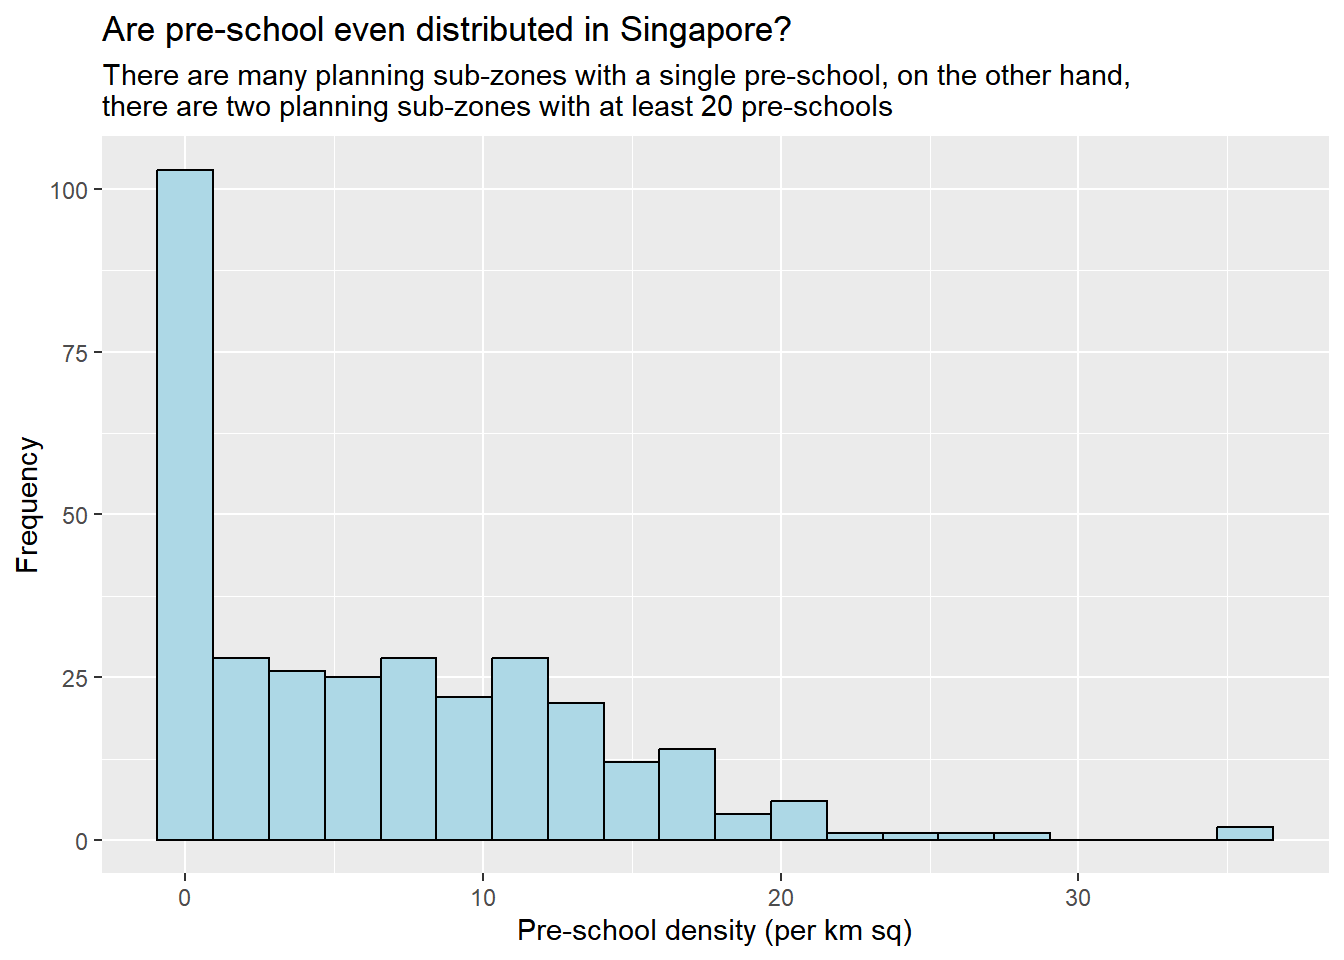 Are pre-school even distributed in Singapore?
There are many planning sub-zones with a single pre-school, on the other hand,
there are two planning sub-zones with at least 20 pre-schools
100
75
50
25
0
Frequency
0
10
20
30
Pre-school density (per km sq)